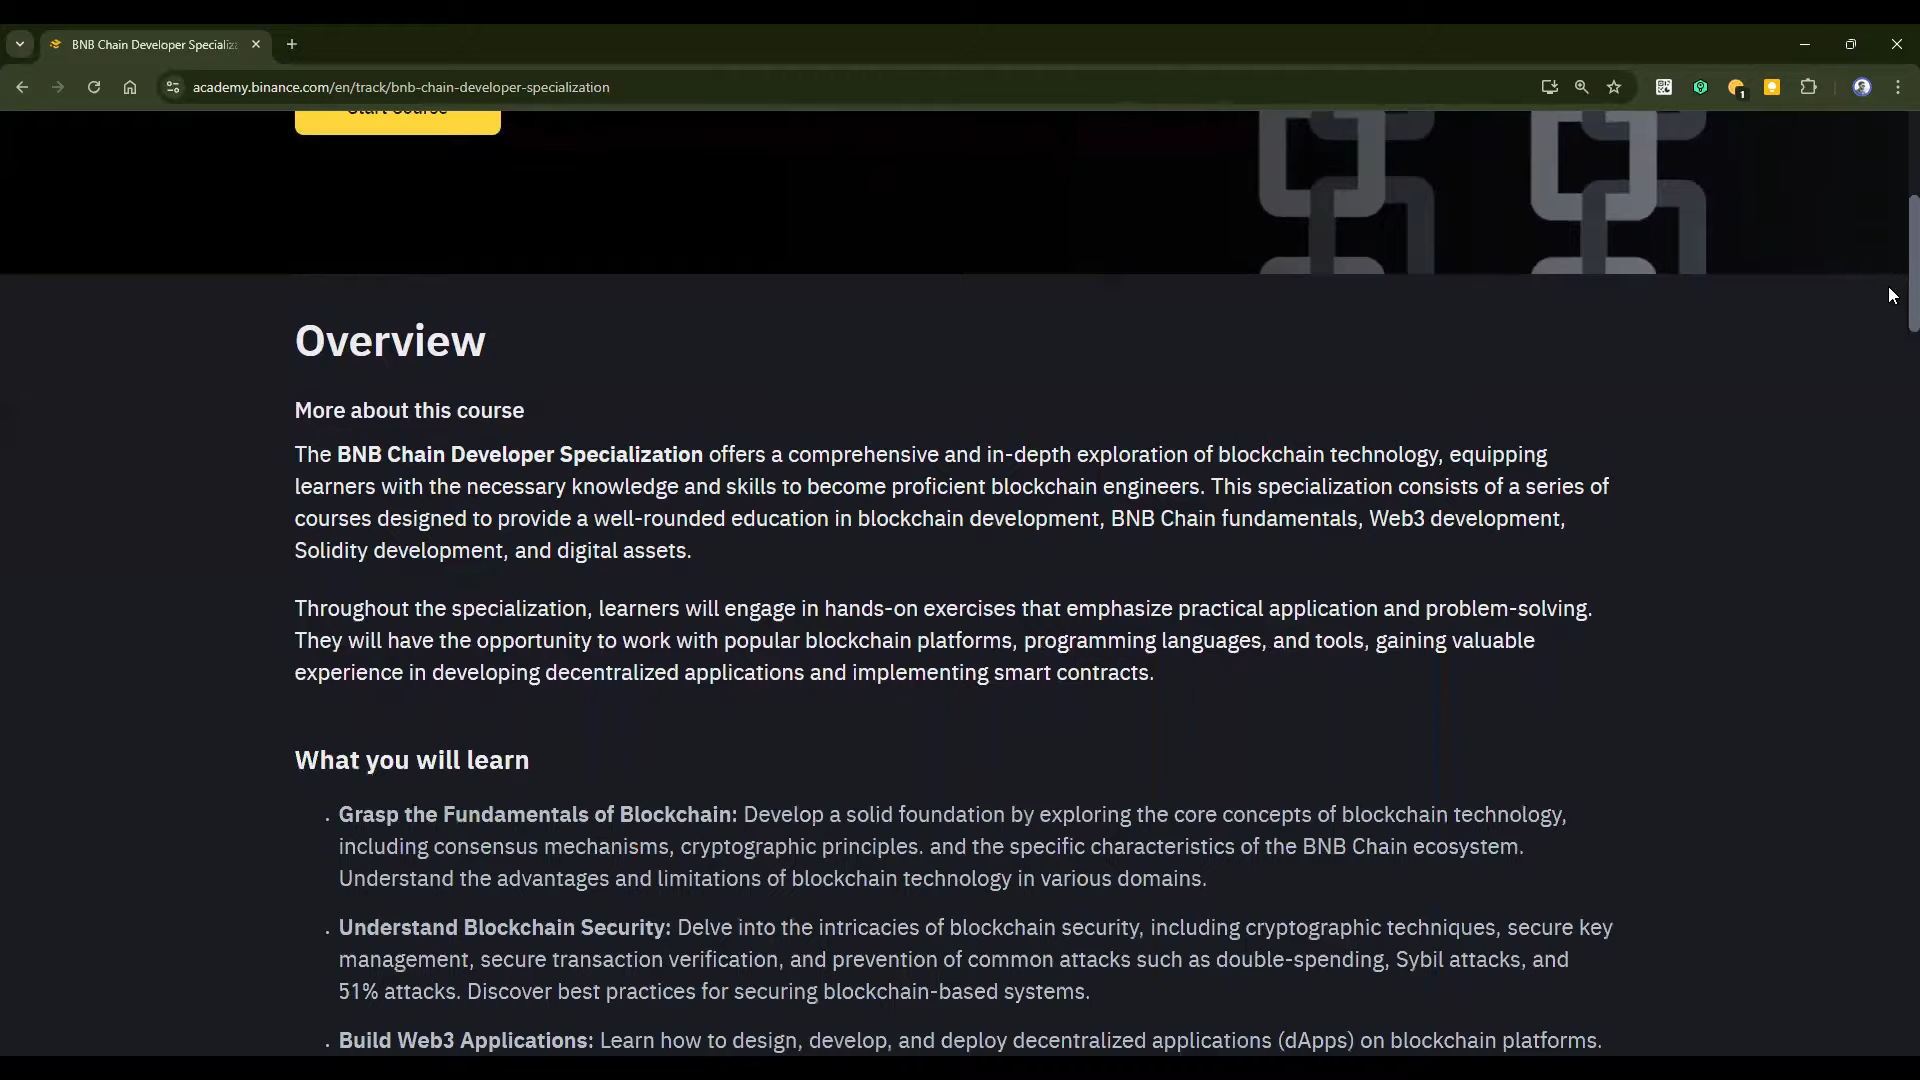 BNB Chain Developer Specializ
academy.binance.com/en/track/bnb-chain-developer-specialization
1
Start Course
Overview
More about this course
The BNB Chain Developer Specialization offers a comprehensive and in-depth exploration of blockchain technology, equipping
learners with the necessary knowledge and skills to become proficient blockchain engineers. This specialization consists of a series of
courses designed to provide a well-rounded education in blockchain development, BNB Chain fundamentals, Web3 development,
Solidity development, and digital assets.
Throughout the specialization, learners will engage in hands-on exercises that emphasize practical application and problem-solving.
They will have the opportunity to work with popular blockchain platforms, programming languages, and tools, gaining valuable
experience in developing decentralized applications and implementing smart contracts.
What you will learn
• Grasp the Fundamentals of Blockchain: Develop a solid foundation by exploring the core concepts of blockchain technology,
including consensus mechanisms, cryptographic principles. and the specific characteristics of the BNB Chain ecosystem.
Understand the advantages and limitations of blockchain technology in various domains.
• Understand Blockchain Security: Delve into the intricacies of blockchain security, including cryptographic techniques, secure key
management, secure transaction verification, and prevention of common attacks such as double-spending, Sybil attacks, and
51% attacks. Discover best practices for securing blockchain-based systems.
• Build Web3 Applications: Learn how to design, develop, and deploy decentralized applications (dApps) on blockchain platforms.